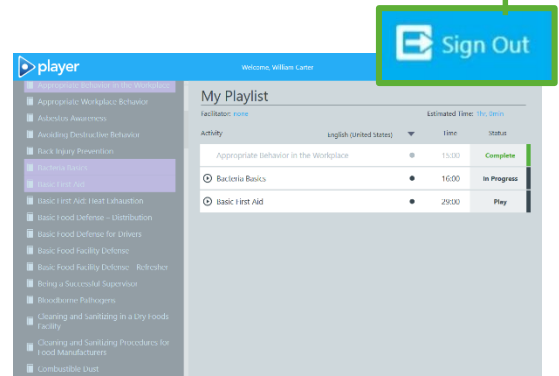 Sign Out
player
Welcome, William Carter
Appropriate Behavior in the Workplace
Appropriate Workplace Behavior
Asbestos Awareness
Avoiding Destructive Behavior
Back Injury Prevention
Bacteria Basics
Basic First Aid
Basic First Aid: Heat Exhaustion
Basic Food Defense – Distribution
Basic Food Defense for Drivers
Basic Food Facility Defense
Basic Food Facility Defense - Refresher
Being a Successful Supervisor
Bloodborne Pathogens
Cleaning and Sanitizing in a Dry Foods
Facility
Cleaning and Sanitizing Procedures for
Food Manufacturers
Combustible Dust
My Playlist
Facilitator: none
Estimated Time: 1hr, 0min
Activity English (United States) Time Status
Appropriate Behavior in the Workplace 15:00 Complete
Bacteria Basics 16:00 In Progress
Basic First Aid 29:00 Play